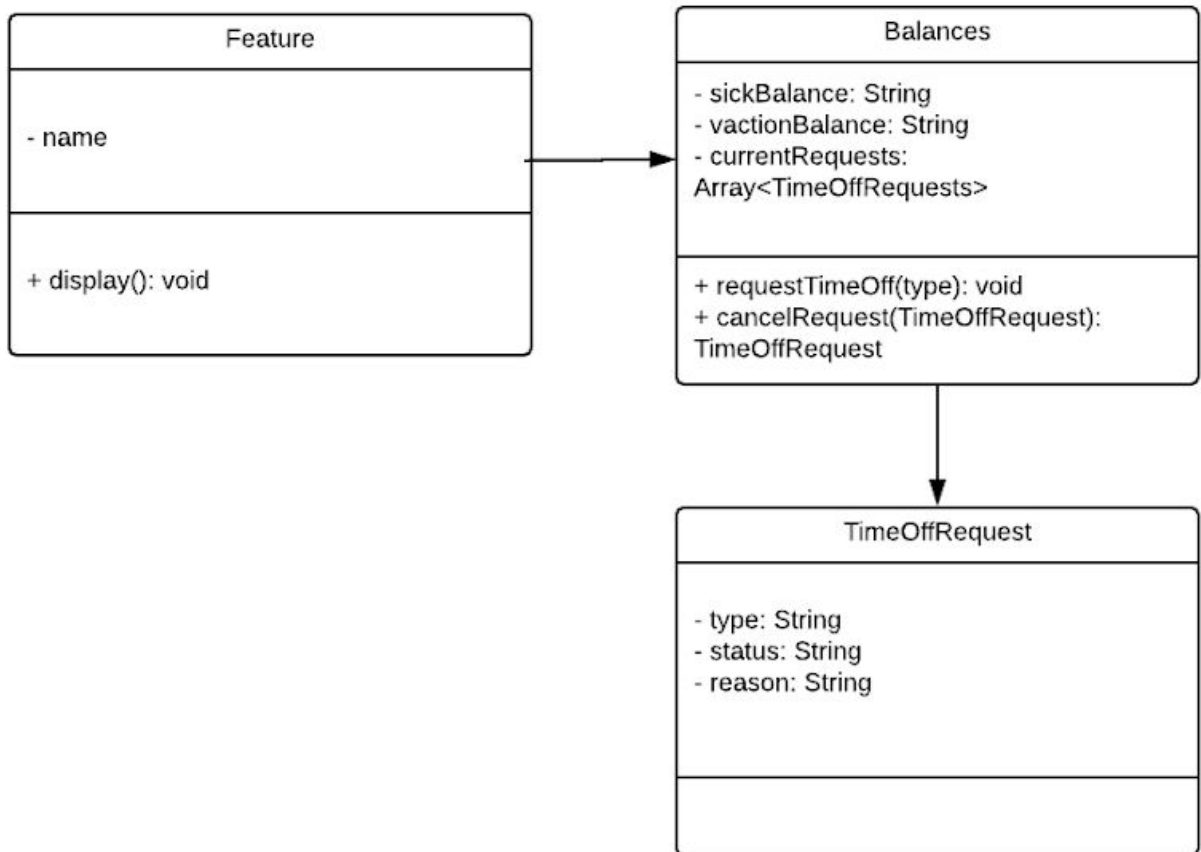 Feature
- name
+ display(): void
Balances
- sickBalance: String
- vactionBalance: String
- currentRequests:
Array<TimeOffRequests>
+ requestTimeOff(type): void
+ cancelRequest(TimeOffRequest):
TimeOffRequest
TimeOffRequest
- type: String
- status: String
- reason: String